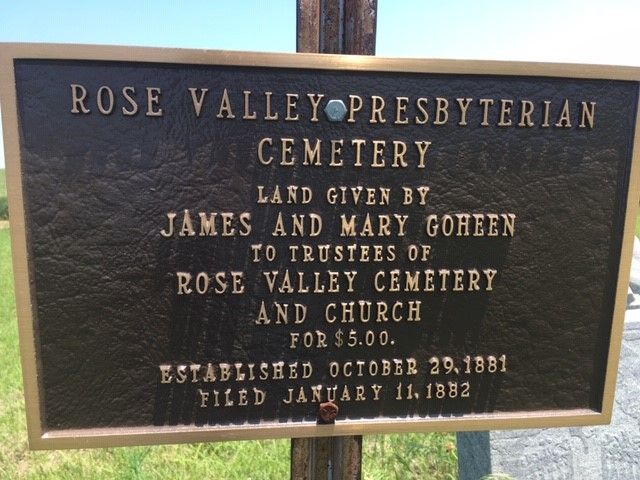 ROSE VALLEY PRESBYTERIAN
CEMETERY
LAND GIVEN BY
JAMES AND MARY GOHEEN
TO TRUSTEES OF
ROSE VALLEY CEMETERY
AND CHURCH
FOR $5.00.
ESTABLISHED OCTOBER 29, 1881
FILED JANUARY 11, 1882